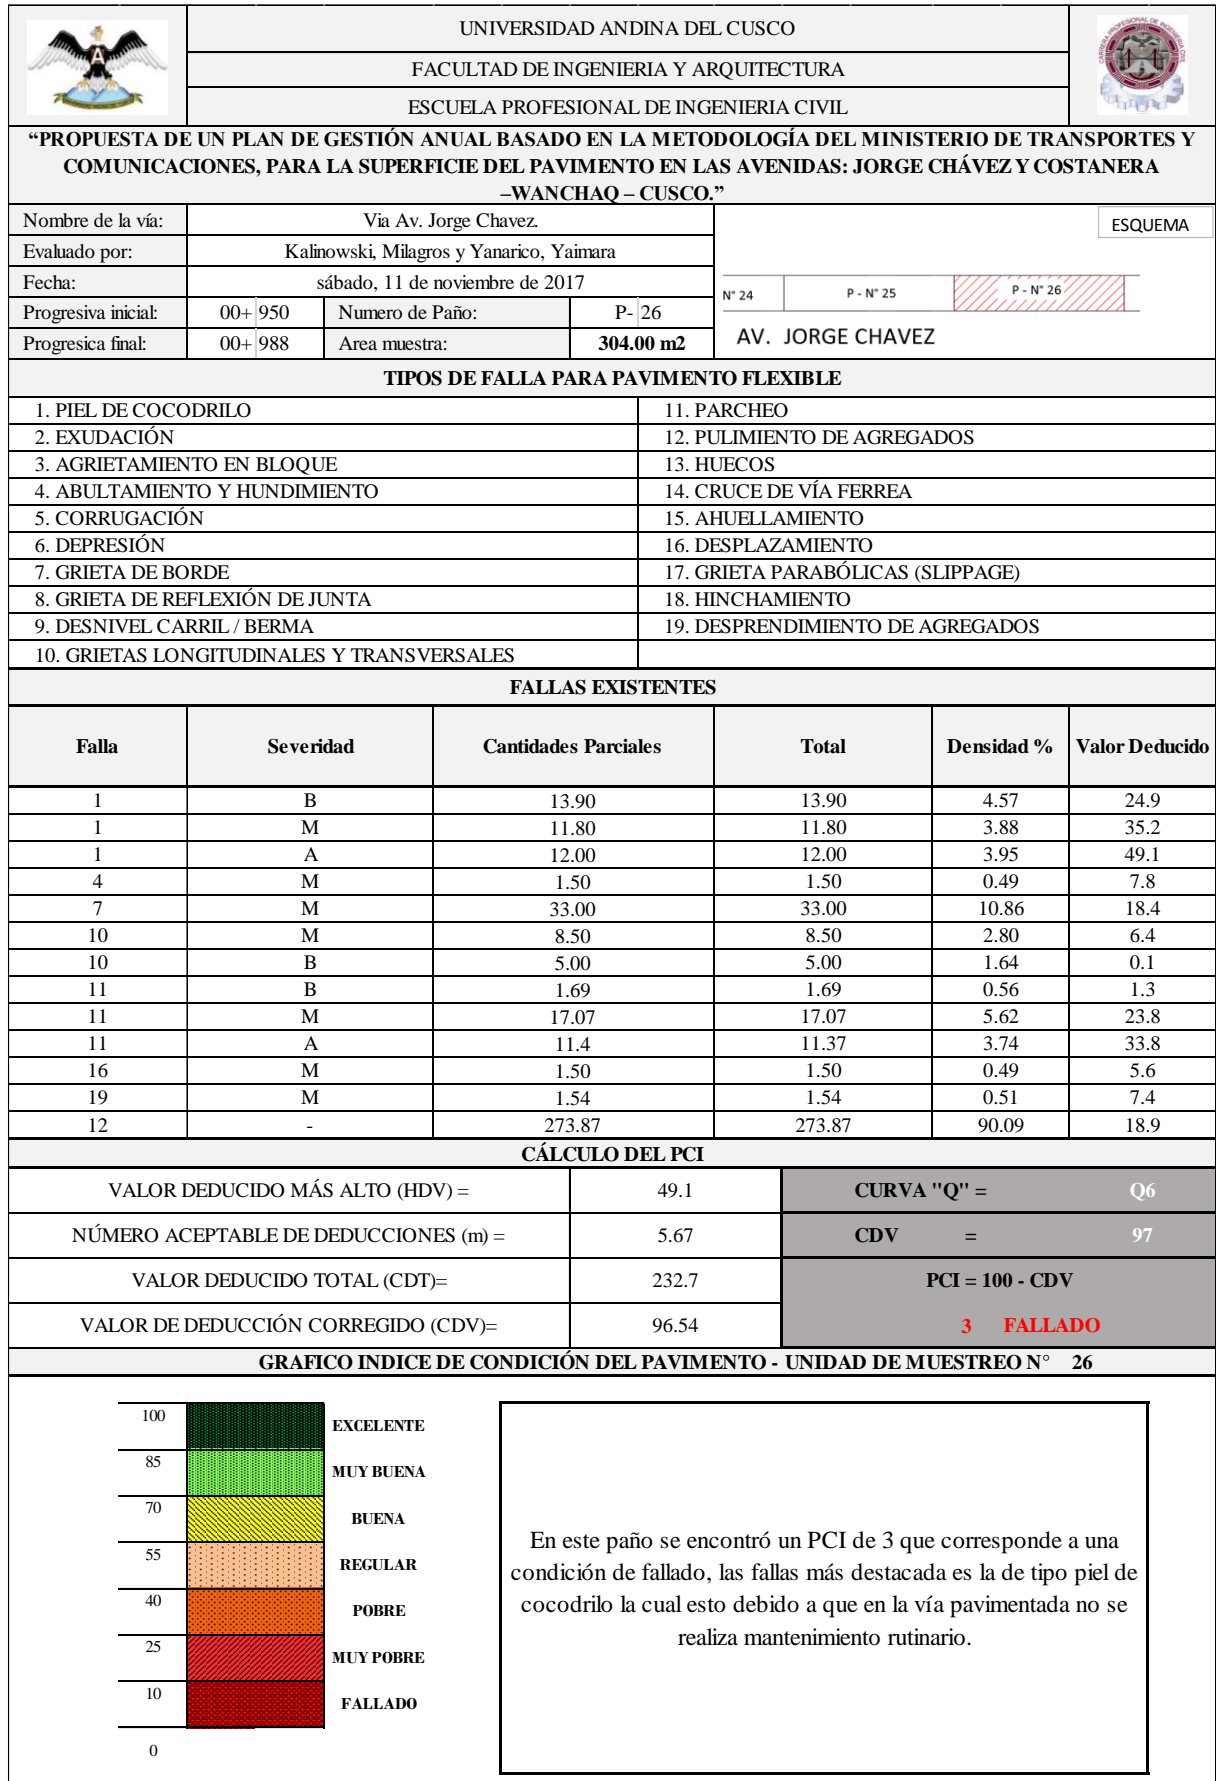 UNIVERSIDAD ANDINA DEL CUSCO
FACULTAD DE INGENIERIA Y ARQUITECTURA
ESCUELA PROFESIONAL DE INGENIERIA CIVIL
“PROPUESTA DE UN PLAN DE GESTIÓN ANUAL BASADO EN LA METODOLOGÍA DEL MINISTERIO DE TRANSPORTES Y
COMUNICACIONES, PARA LA SUPERFICIE DEL PAVIMENTO EN LAS AVENIDAS: JORGE CHÁVEZ Y COSTANERA
–WANCHAQ – CUSCO.”
Nombre de la vía: Via Av. Jorge Chavez.
Evaluado por: Kalinowski, Milagros y Yanarico, Yaimara
Fecha: sábado, 11 de noviembre de 2017
Progresiva inicial: 00+ 950 Numero de Paño: P- 26
Progresica final: 00+ 988 Area muestra: 304.00 m2
ESQUEMA
N° 24 P - N° 25 P - N° 26
AV. JORGE CHAVEZ
TIPOS DE FALLA PARA PAVIMENTO FLEXIBLE
1. PIEL DE COCODRILO 11. PARCHEO
2. EXUDACIÓN 12. PULIMIENTO DE AGREGADOS
3. AGRIETAMIENTO EN BLOQUE 13. HUECOS
4. ABULTAMIENTO Y HUNDIMIENTO 14. CRUCE DE VÍA FERREA
5. CORRUGACIÓN 15. AHUELLAMIENTO
6. DEPRESIÓN 16. DESPLAZAMIENTO
7. GRIETA DE BORDE 17. GRIETA PARABÓLICAS (SLIPPAGE)
8. GRIETA DE REFLEXIÓN DE JUNTA 18. HINCHAMIENTO
9. DESNIVEL CARRIL / BERMA 19. DESPRENDIMIENTO DE AGREGADOS
10. GRIETAS LONGITUDINALES Y TRANSVERSALES
FALLAS EXISTENTES
Falla Severidad Cantidades Parciales Total Densidad % Valor Deducido
1 B 13.90 13.90 4.57 24.9
1 M 11.80 11.80 3.88 35.2
1 A 12.00 12.00 3.95 49.1
4 M 1.50 1.50 0.49 7.8
7 M 33.00 33.00 10.86 18.4
10 M 8.50 8.50 2.80 6.4
10 B 5.00 5.00 1.64 0.1
11 B 1.69 1.69 0.56 1.3
11 M 17.07 17.07 5.62 23.8
11 A 11.4 11.37 3.74 33.8
16 M 1.50 1.50 0.49 5.6
19 M 1.54 1.54 0.51 7.4
12 - 273.87 273.87 90.09 18.9
CÁLCULO DEL PCI
VALOR DEDUCIDO MÁS ALTO (HDV) = 49.1 CURVA "Q" = Q6
NÚMERO ACEPTABLE DE DEDUCCIONES (m) = 5.67 CDV = 97
VALOR DEDUCIDO TOTAL (CDT)= 232.7 PCI = 100 - CDV
VALOR DE DEDUCCIÓN CORREGIDO (CDV)= 96.54 3 FALLADO
GRAFICO INDICE DE CONDICIÓN DEL PAVIMENTO - UNIDAD DE MUESTREO N° 26
100 EXCELENTE
85 MUY BUENA
70 BUENA
55 REGULAR
40 POBRE
25 MUY POBRE
10 FALLADO
0
En este paño se encontró un PCI de 3 que corresponde a una
condición de fallado, las fallas más destacada es la de tipo piel de
cocodrilo la cual esto debido a que en la vía pavimentada no se
realiza mantenimiento rutinario.